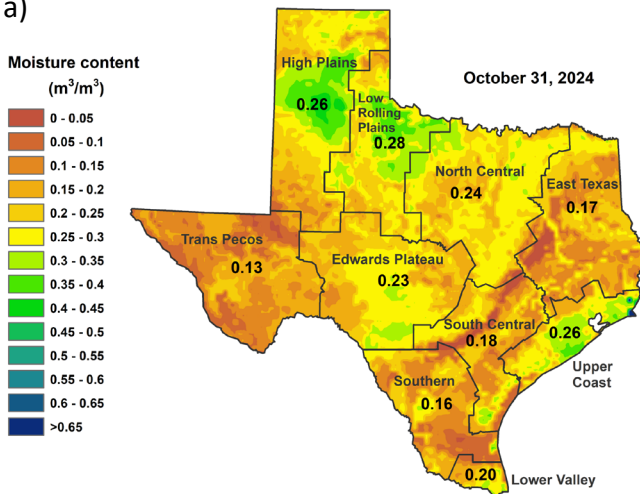 a)
Moisture content
(m³/m³)
0 - 0.05
0.05 - 0.1
0.1 - 0.15
0.15 - 0.2
0.2 - 0.25
0.25 - 0.3
0.3 - 0.35
0.35 - 0.4
0.4 - 0.45
0.45 - 0.5
0.5 - 0.55
0.55 - 0.6
0.6 - 0.65
>0.65
October 31, 2024
High Plains
0.26
Low
Rolling
Plains
0.28
North Central
0.24
East Texas
0.17
Trans Pecos
0.13
Edwards Plateau
0.23
South Central
0.18
0.26
Upper
Coast
Southern
0.16
0.20
Lower Valley